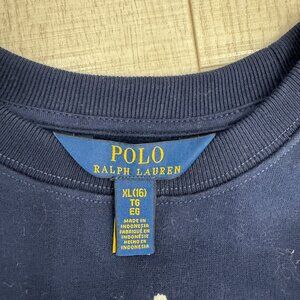 POLO
RALPH LAUREN
XL(16)
TG
EG
MADE IN
INDONESIA
FABRIQUÉ EN
INDONESIE
HECHO EN
INDONESIA